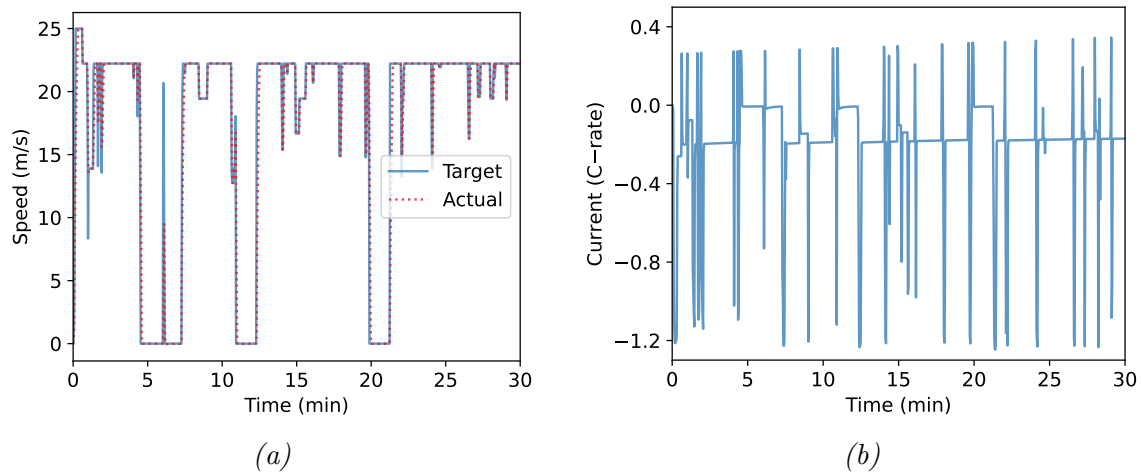 25
20
15
10
5
0
Speed (m/s)
0 5 10 15 20 25 30
Time (min)
Target
Actual
(a)
0.4
0.0
−0.4
−0.8
−1.2
Current (C−rate)
0 5 10 15 20 25 30
Time (min)
(b)